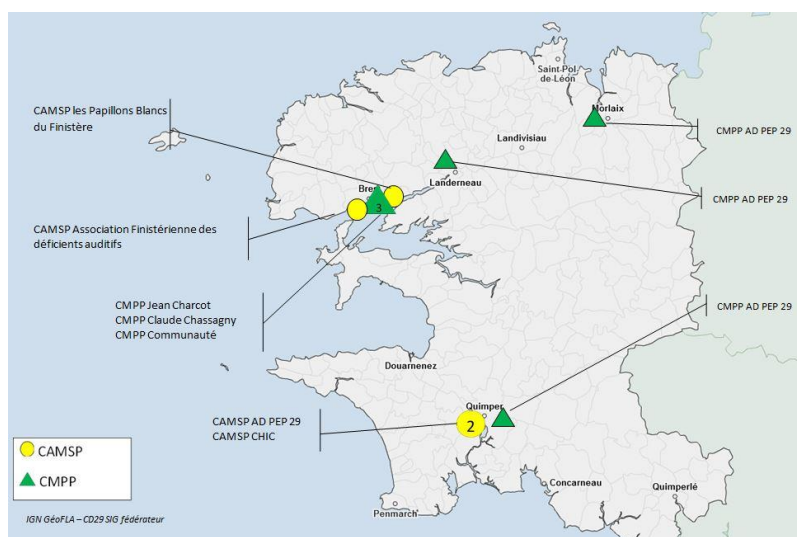 Saint-Pol
de-Léon
Morlaix
CAMSP les Papillons Blancs
du Finistère
Landivisiau
CMPP AD PEP 29
Landerneau
Bre
CMPP AD PEP 29
3
CAMSP Association Finistérienne des
déficients auditifs
CMPP Jean Charcot
CMPP Claude Chassagny
CMPP Communauté
CMPP AD PEP 29
Douarnenez
Quimper
CAMSP AD PEP 29
CAMSP CHIC
2
CAMSP
CMPP
Concarneau
Quimperlé
Penmarch'
IGN GéoFLA – CD29 SIG fédérateur